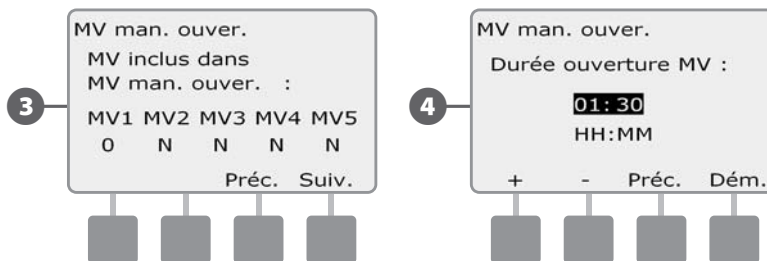 MV man. ouver.
MV inclus dans
MV man. ouver. :
3
MV1 MV2 MV3 MV4 MV5
0 N N N N
Préc. Suiv.
MV man. ouver.
Durée ouverture MV :
4
01:30
HH:MM
+ - Préc. Dém.